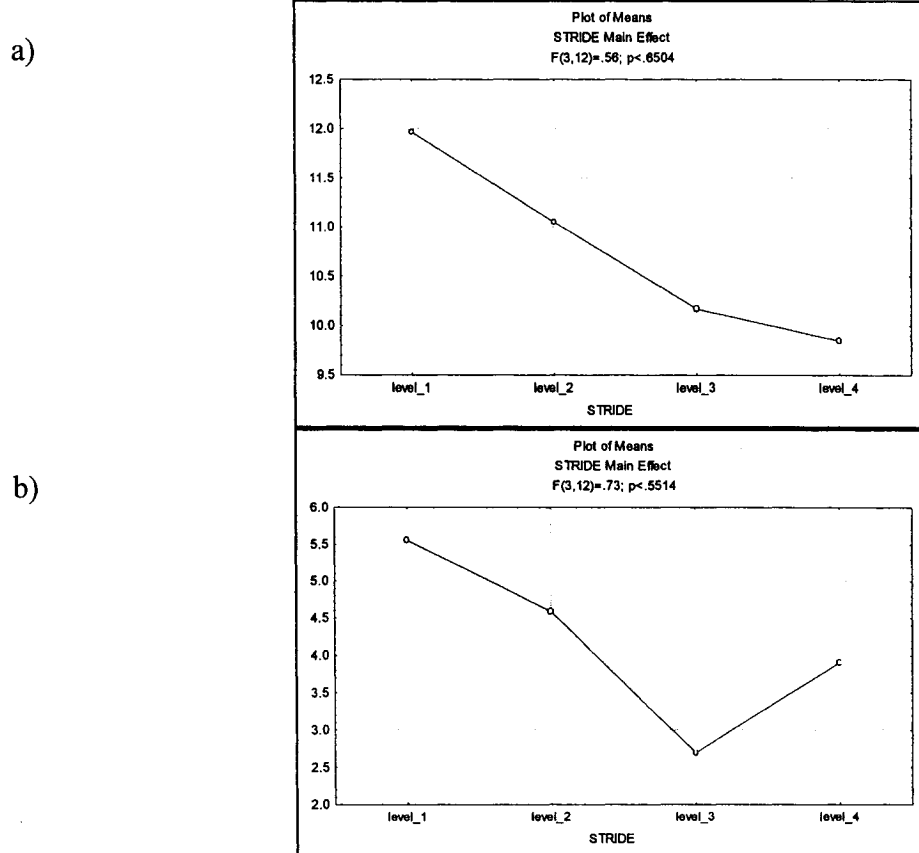 a)
Plot of Means
STRIDE Main Effect
F(3,12)=.56; p<.6504
12.5
12.0
11.5
11.0
10.5
10.0
9.5
level_1 level_2 level_3 level_4
STRIDE
b)
Plot of Means
STRIDE Main Effect
F(3,12)=.73; p<.5514
6.0
5.5
5.0
4.5
4.0
3.5
3.0
2.5
2.0
level_1 level_2 level_3 level_4
STRIDE